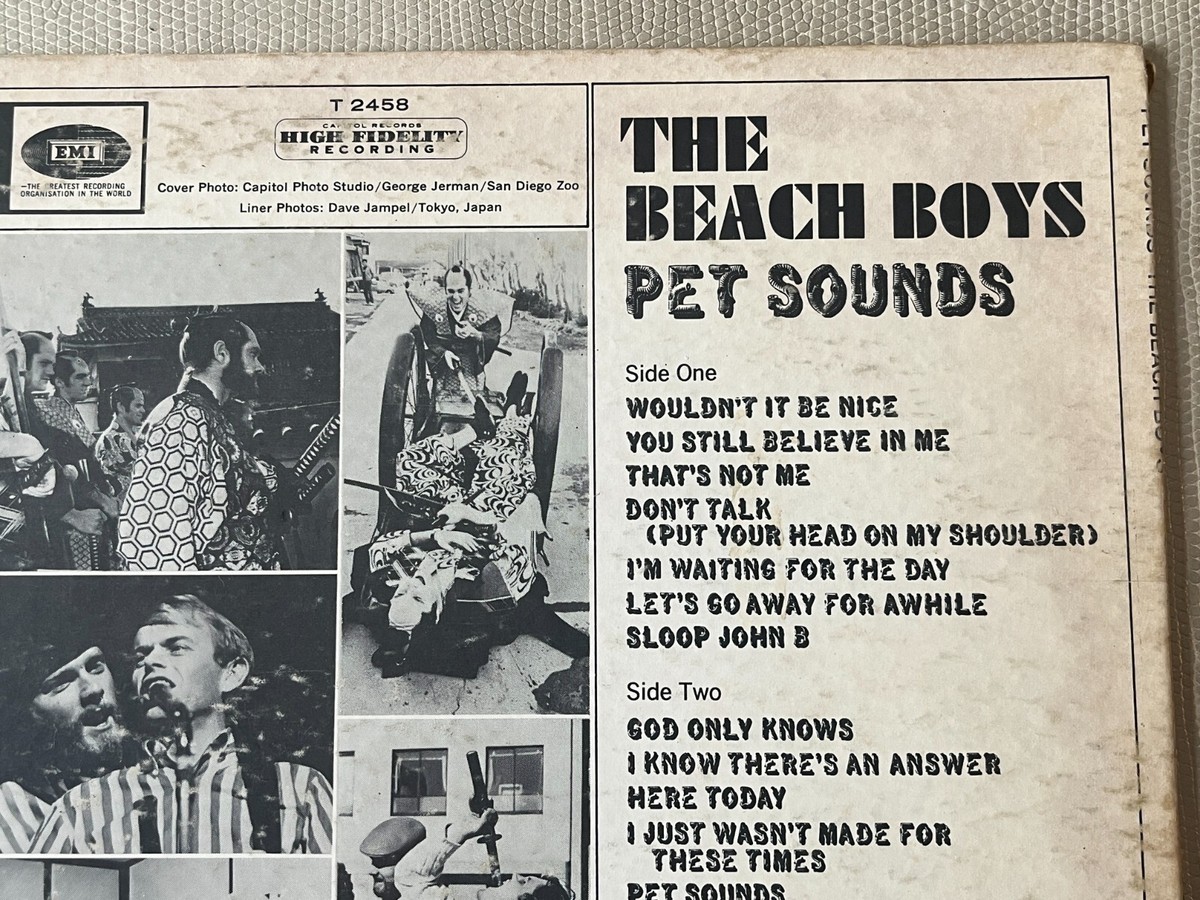 EMI
—THE REATEST RECORDING
ORGANISATION IN THE WORLD
T 2458
CAPITOL RECORDS
HIGH FIDELITY
RECORDING
Cover Photo: Capitol Photo Studio/George Jerman/San Diego Zoo
Liner Photos: Dave Jampel/Tokyo, Japan
THE
BEACH BOYS
PET SOUNDS
Side One
WOULDN'T IT BE NICE
YOU STILL BELIEVE IN ME
THAT'S NOT ME
DON'T TALK
(PUT YOUR HEAD ON MY SHOULDER)
I'M WAITING FOR THE DAY
LET'S GO AWAY FOR AWHILE
SLOOP JOHN B
Side Two
GOD ONLY KNOWS
I KNOW THERE'S AN ANSWER
HERE TODAY
I JUST WASN'T MADE FOR
THESE TIMES
PET SOUNDS
THE BEACH